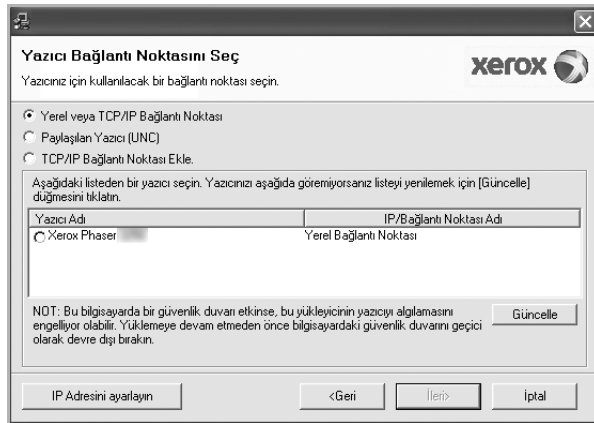 Yazıcı Bağlantı Noktasını Seç
Yazıcınız için kullanılacak bir bağlantı noktası seçin.
xerox
Yerel veya TCP/IP Bağlantı Noktası
Paylaşılan Yazıcı (UNC)
TCP/IP Bağlantı Noktası Ekle.
Aşağıdaki listeden bir yazıcı seçin. Yazıcınızı aşağıda göremiyorsanız listeyi yenilemek için [Güncelle]
düğmesini tıklatın.
Yazıcı Adı IP/Bağlantı Noktası Adı
Xerox Phaser Yerel Bağlantı Noktası
NOT: Bu bilgisayarda bir güvenlik duvarı etkinse, bu yükleyicinin yazıcıyı algılamasını
engelliyor olabilir. Yüklemeye devam etmeden önce bilgisayardaki güvenlik duvarını geçici
olarak devre dışı bırakın.
Güncelle
IP Adresini ayarlayın <Geri İleri> İptal